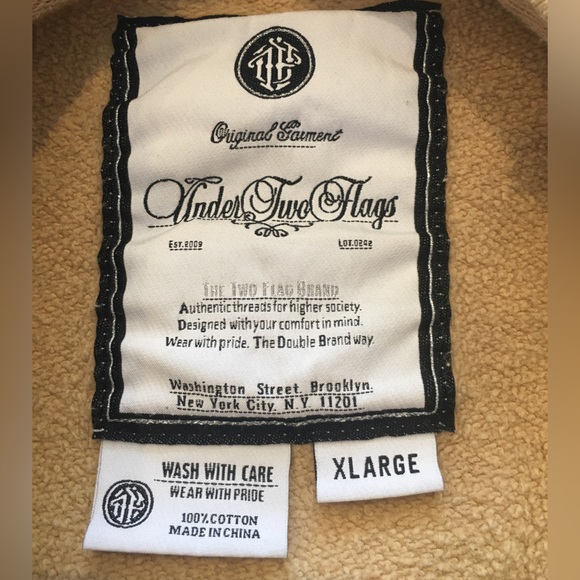 Original Garment
Under Two Flags
EST.2009 LOT.0242
THE TWO FLAG BRAND
Authentic threads for higher society.
Designed with your comfort in mind.
Wear with pride. The Double Brand way.
Washington Street. Brooklyn.
New York City. N.Y 11201
WASH WITH CARE
WEAR WITH PRIDE
100% COTTON
MADE IN CHINA
XLARGE